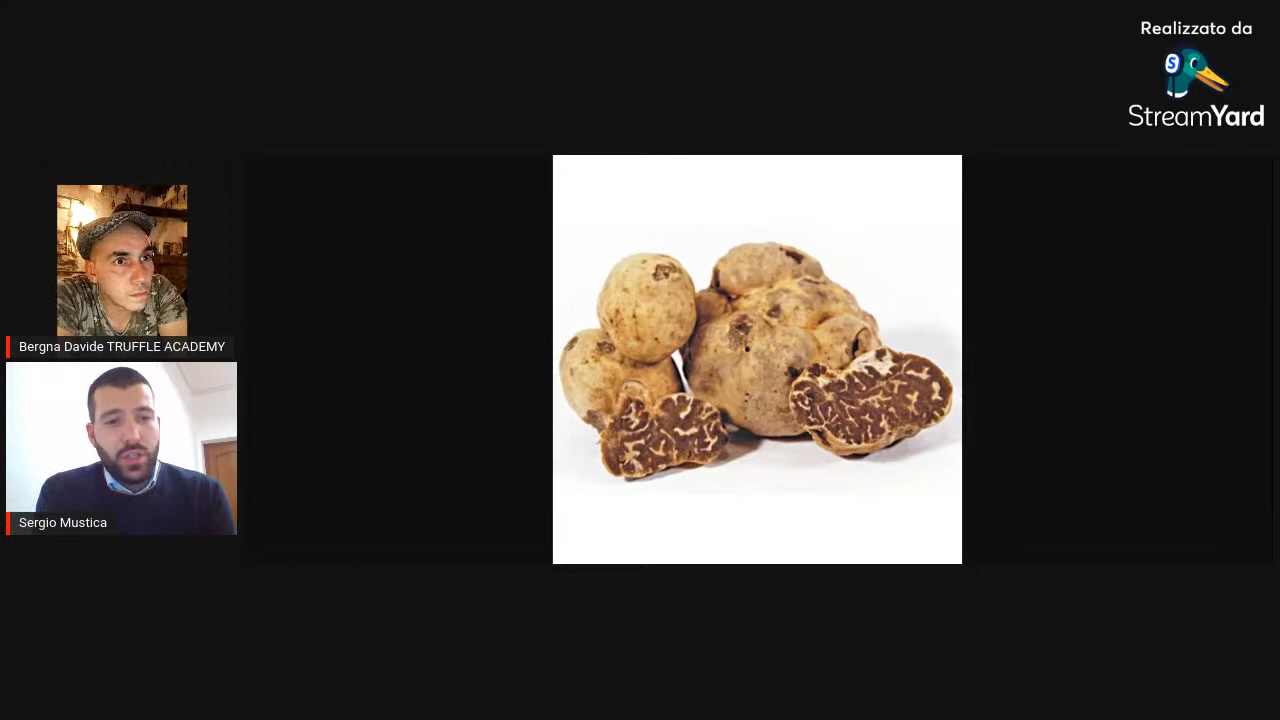 Realizzato da
S
StreamYard
Bergna Davide TRUFFLE ACADEMY
Sergio Mustica